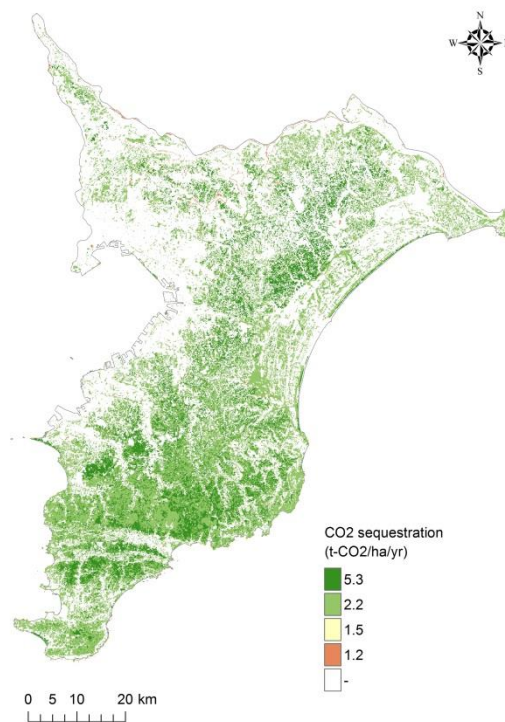 N
W
S
CO2 sequestration
(t-CO2/ha/yr)
5.3
2.2
1.5
1.2
-
0 5 10 20 km